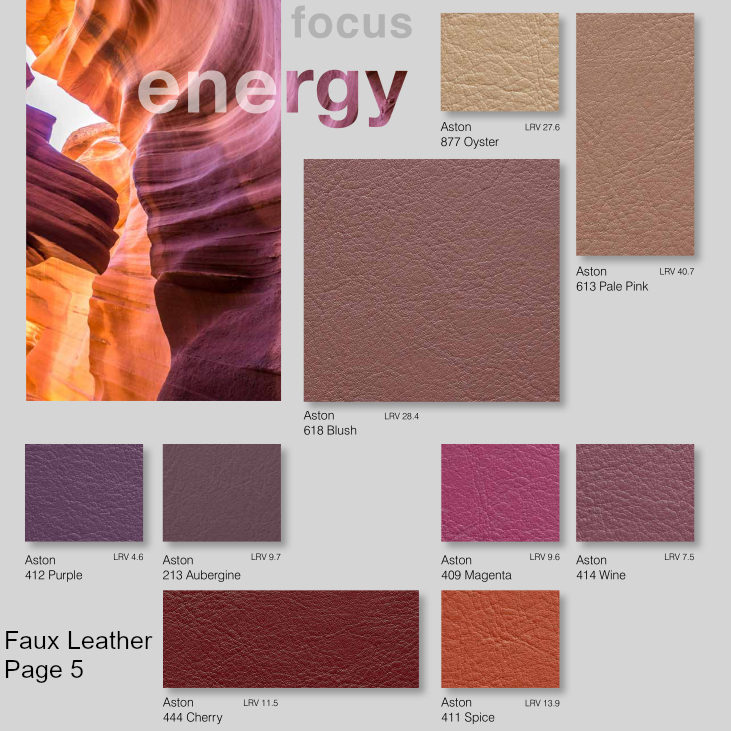 focus
energy
Aston LRV 27.6
877 Oyster
Aston LRV 40.7
613 Pale Pink
Aston LRV 28.4
618 Blush
Aston LRV 4.6
412 Purple
Aston LRV 9.7
213 Aubergine
Aston LRV 9.6
409 Magenta
Aston LRV 7.5
414 Wine
Faux Leather
Page 5
Aston LRV 11.5
444 Cherry
Aston LRV 13.9
411 Spice